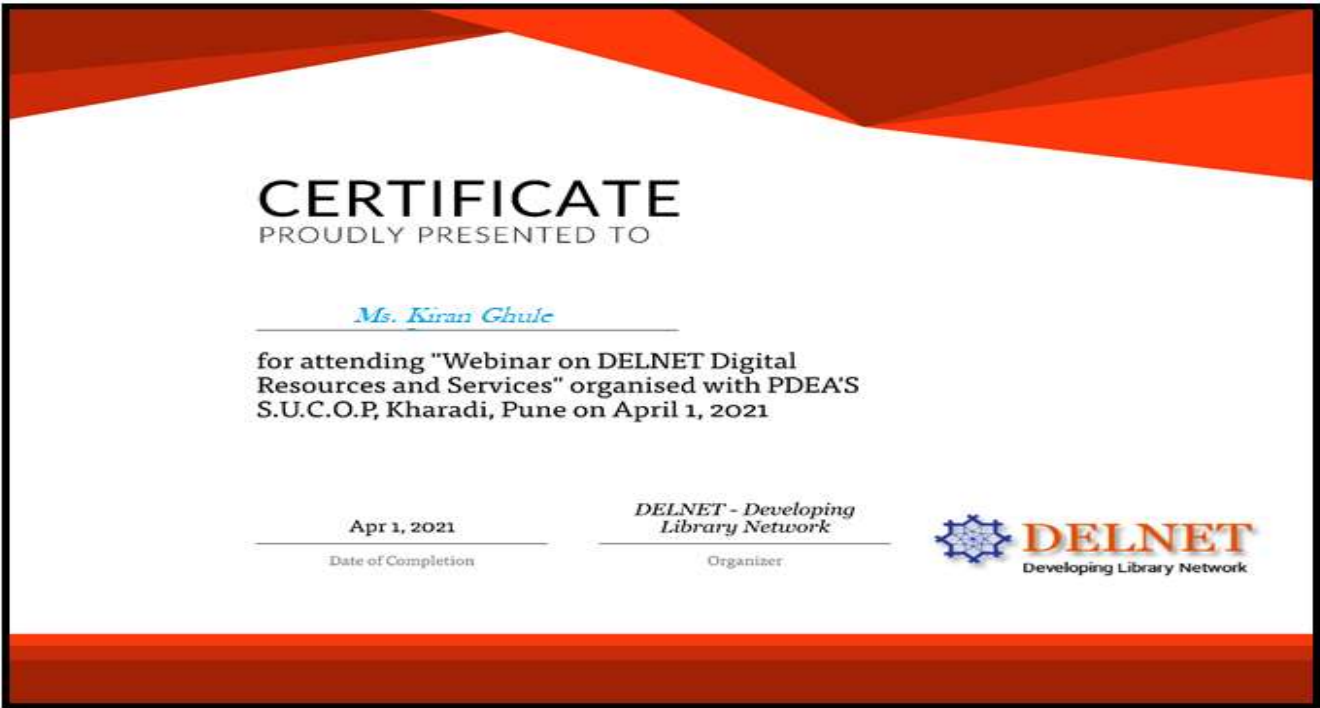 CERTIFICATE
PROUDLY PRESENTED TO
Ms. Kiran Ghule
for attending "Webinar on DELNET Digital
Resources and Services" organised with PDEA'S
S.U.C.O.P, Kharadi, Pune on April 1, 2021
Apr 1, 2021
Date of Completion
DELNET - Developing
Library Network
Organizer
DELNET
Developing Library Network